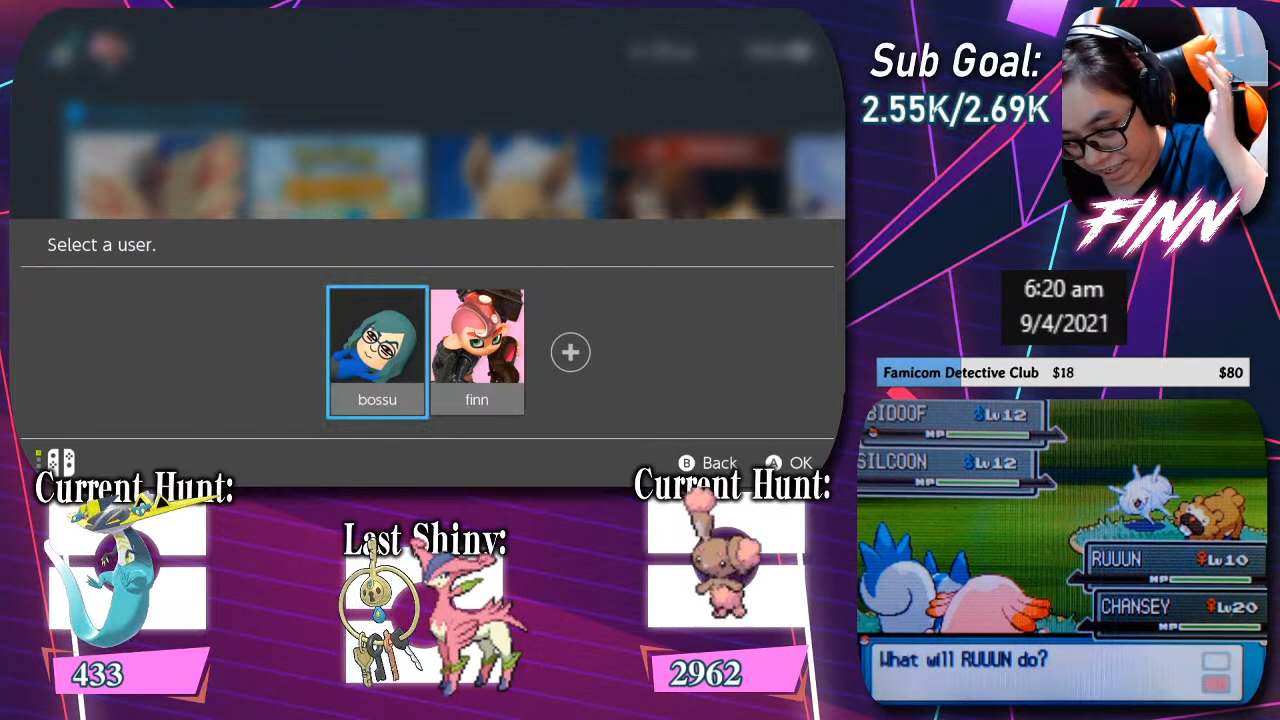 Select a user.
bossu
finn
B Back A OK
Current Hunt:
433
Last Shiny:
Current Hunt:
2962
Sub Goal:
2.55K/2.69K
FINN
6:20 am
9/4/2021
Famicom Detective Club $18 $80
BIDOOF Lv12
SILCOON Lv12
RUUUN Lv10
CHANSEY Lv20
What will RUUUN do?